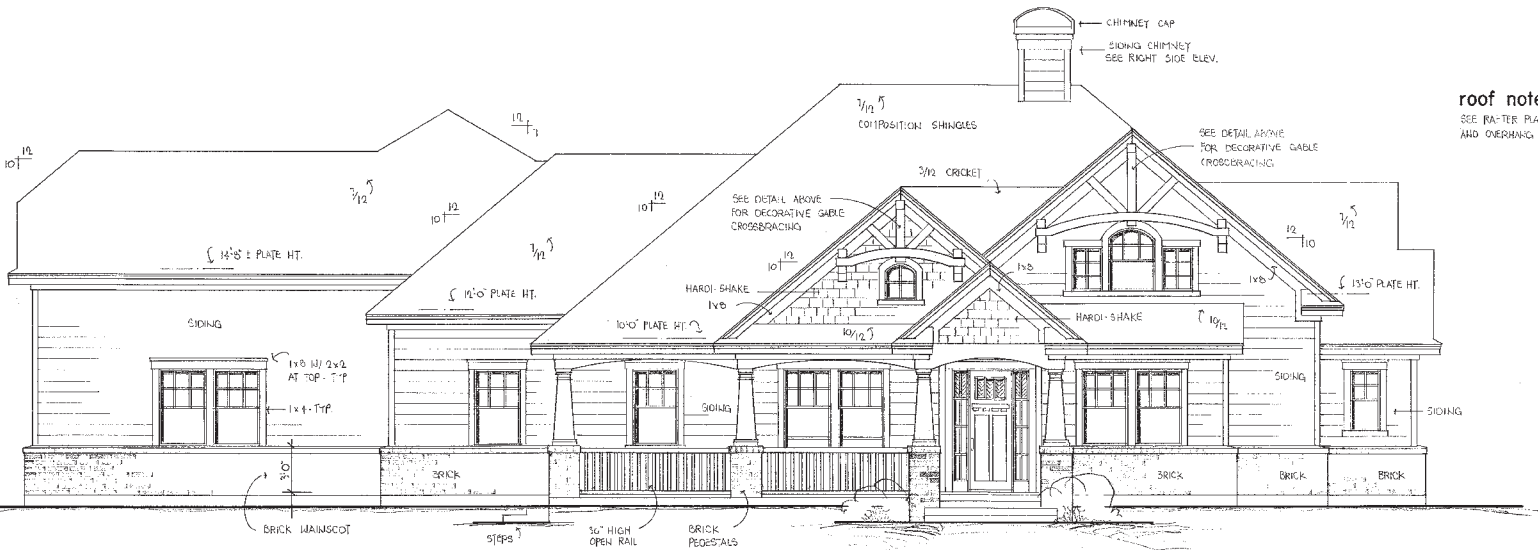 CHIMNEY CAP
SIDING CHIMNEY
SEE RIGHT SIDE ELEV.
roof note
SEE RAFTER PLA
AND OVERHANG
12
10
12
3
7/12
COMPOSITION SHINGLES
SEE DETAIL ABOVE
FOR DECORATIVE GABLE
CROSSBRACING
3/12 CRICKET
SEE DETAIL ABOVE
FOR DECORATIVE GABLE
CROSSBRACING
7/12
12
10
12
10
7/12
7/12
12
10
12
10
PLATE HT.
12'-0" PLATE HT.
13'-0" PLATE HT.
HARDI-SHAKE
1x8
1x8
1x8
HARDI-SHAKE
10/12
10'-0" PLATE HT.
10/12
SIDING
1x8 W/ 2x2
AT TOP - TYP
1x4 - TYP.
SIDING
SIDING
SIDING
3'-0"
BRICK
BRICK
BRICK
BRICK
BRICK WAINSCOT
STEPS
36" HIGH
OPEN RAIL
BRICK
PEDESTALS